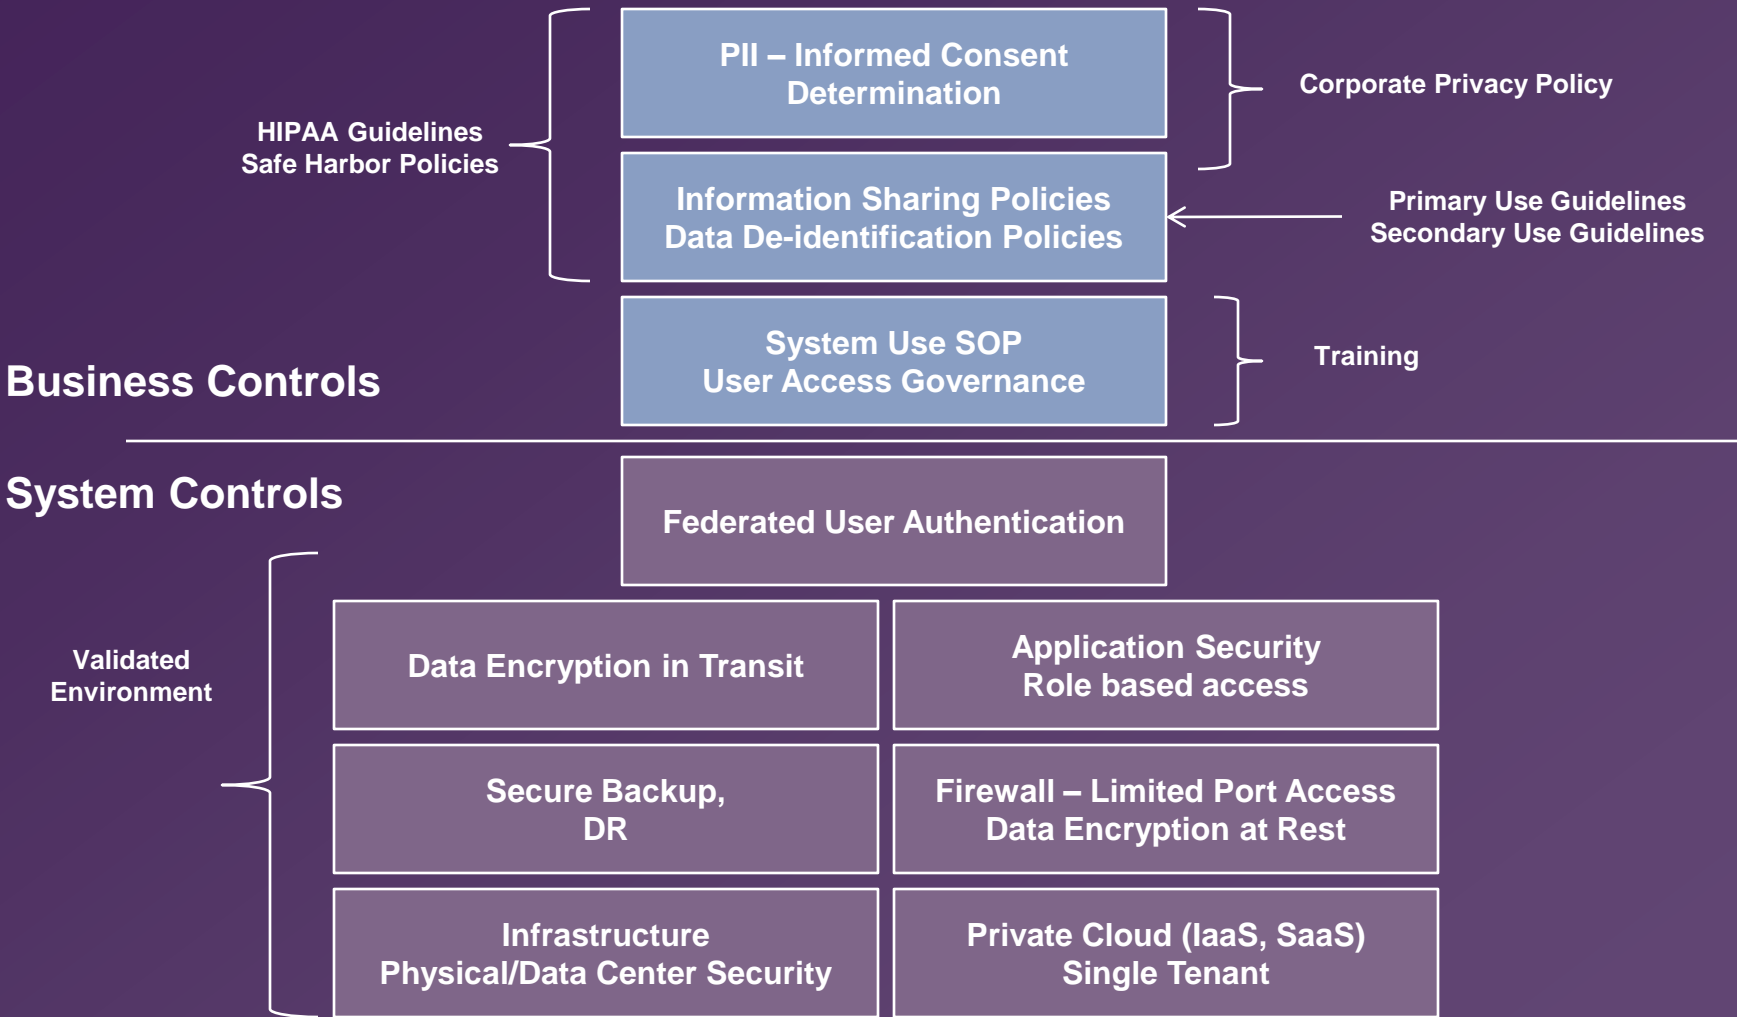 PII – Informed Consent
Determination
Corporate Privacy Policy
HIPAA Guidelines
Safe Harbor Policies
Information Sharing Policies
Data De-identification Policies
Primary Use Guidelines
Secondary Use Guidelines
System Use SOP
User Access Governance
Training
Business Controls
System Controls
Federated User Authentication
Validated
Environment
Data Encryption in Transit
Application Security
Role based access
Secure Backup,
DR
Firewall – Limited Port Access
Data Encryption at Rest
Infrastructure
Physical/Data Center Security
Private Cloud (IaaS, SaaS)
Single Tenant